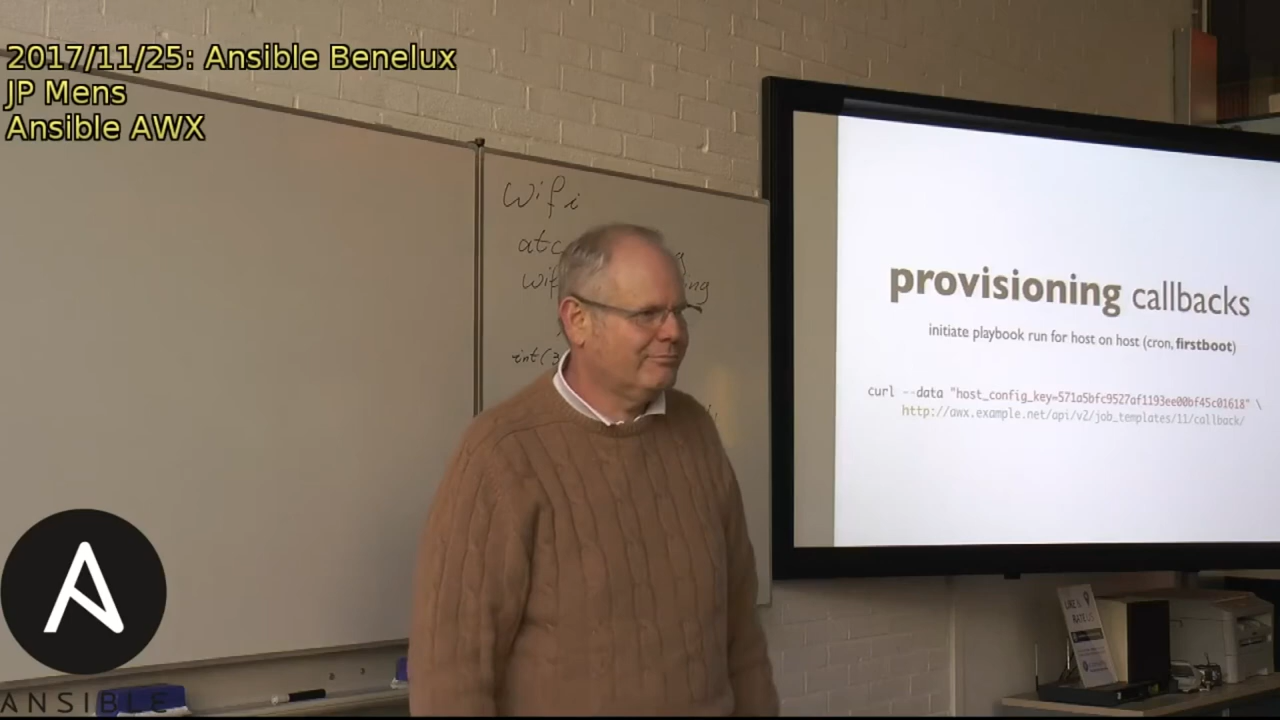 2017/11/25: Ansible Benelux
JP Mens
Ansible AWX
wifi
provisioning callbacks
initiate playbook run for host on host (cron, firstboot)
curl --data "host_config_key=571a5bfc9527af1193ee00bf45c01618" \
http://awx.example.net/api/v2/job_templates/11/callback/
ANSIBLE